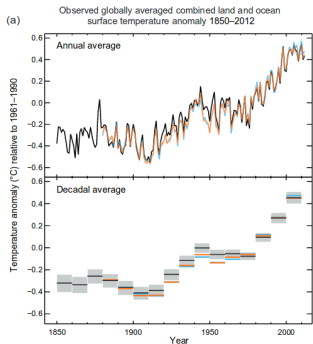 Observed globally averaged combined land and ocean
surface temperature anomaly 1850–2012
(a)
Annual average
0.6
0.4
0.2
0.0
−0.2
−0.4
−0.6
Temperature anomaly (°C) relative to 1961–1990
Decadal average
0.6
0.4
0.2
0.0
−0.2
−0.4
−0.6
1850
1900
1950
2000
Year